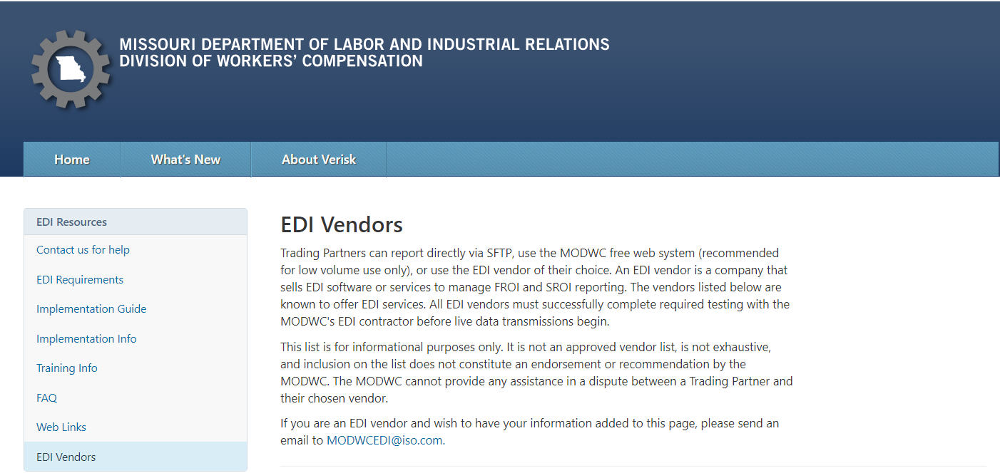 MISSOURI DEPARTMENT OF LABOR AND INDUSTRIAL RELATIONS
DIVISION OF WORKERS’ COMPENSATION
Home
What's New
About Verisk
EDI Resources
Contact us for help
EDI Requirements
Implementation Guide
Implementation Info
Training Info
FAQ
Web Links
EDI Vendors
EDI Vendors
Trading Partners can report directly via SFTP, use the MODWC free web system (recommended
for low volume use only), or use the EDI vendor of their choice. An EDI vendor is a company that
sells EDI software or services to manage FROI and SROI reporting. The vendors listed below are
known to offer EDI services. All EDI vendors must successfully complete required testing with the
MODWC's EDI contractor before live data transmissions begin.
This list is for informational purposes only. It is not an approved vendor list, is not exhaustive,
and inclusion on the list does not constitute an endorsement or recommendation by the
MODWC. The MODWC cannot provide any assistance in a dispute between a Trading Partner and
their chosen vendor.
If you are an EDI vendor and wish to have your information added to this page, please send an
email to MODWCEDI@iso.com.